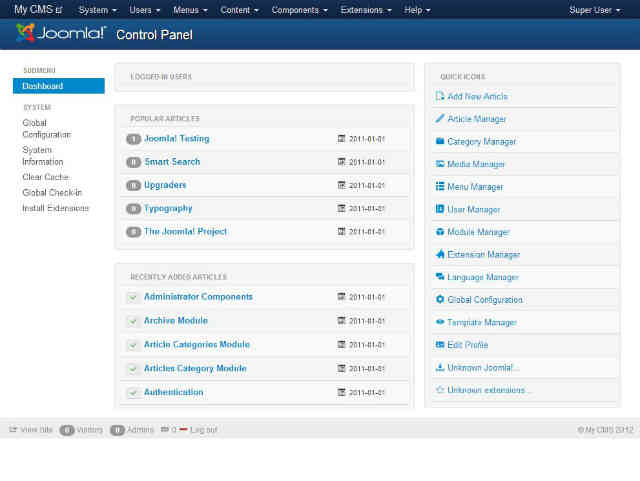 My CMS System Users Menus Content Components Extensions Help Super User
Joomla! Control Panel
SUBMENU
Dashboard
SYSTEM
Global
Configuration
System
Information
Clear Cache
Global Check-in
Install Extensions
LOGGED-IN USERS
POPULAR ARTICLES
1 Joomla! Testing 2011-01-01
0 Smart Search 2011-01-01
0 Upgraders 2011-01-01
0 Typography 2011-01-01
0 The Joomla! Project 2011-01-01
RECENTLY ADDED ARTICLES
Administrator Components 2011-01-01
Archive Module 2011-01-01
Article Categories Module 2011-01-01
Articles Category Module 2011-01-01
Authentication 2011-01-01
QUICK ICONS
Add New Article
Article Manager
Category Manager
Media Manager
Menu Manager
User Manager
Module Manager
Extension Manager
Language Manager
Global Configuration
Template Manager
Edit Profile
Unknown Joomla!...
Unknown extensions...
View Site 0 Visitors 0 Admins 0 Log out © My CMS 2012